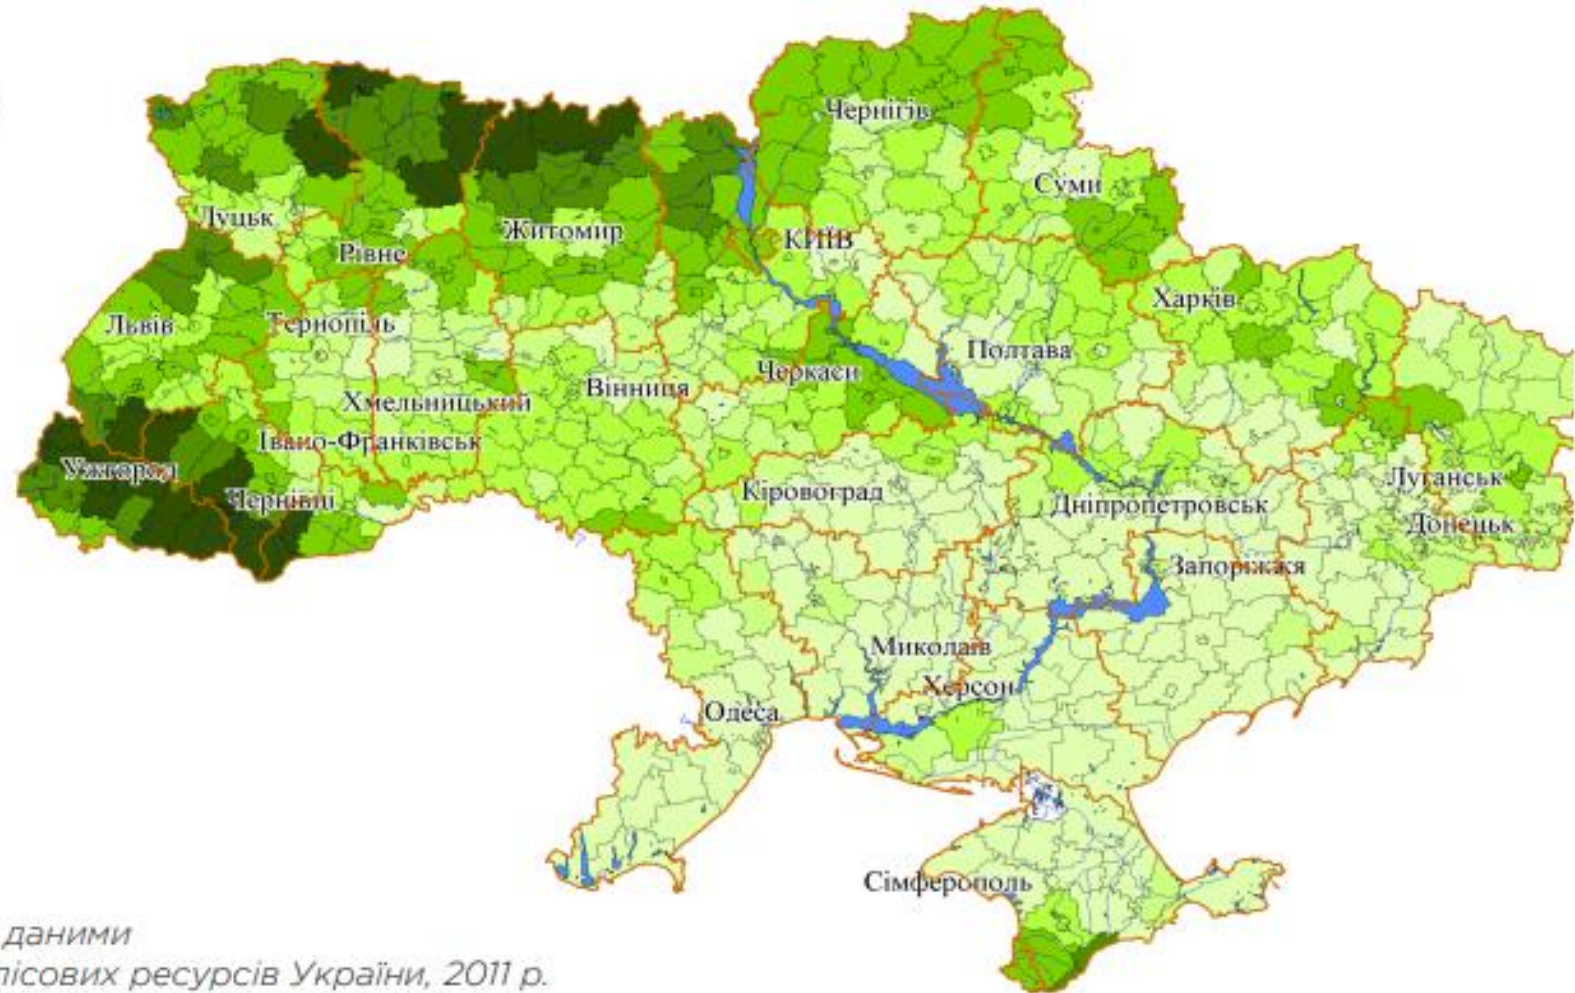 Чернігів
Суми
Луцьк
Рівне
Житомир
КИЇВ
Харків
Львів
Тернопіль
Черкаси
Полтава
Вінниця
Хмельницький
Івано-Франківськ
Ужгород
Чернівці
Кіровоград
Дніпропетровськ
Луганськ
Донецьк
Запоріжжя
Миколаїв
Херсон
Одеса
Сімферополь
даними
лісових ресурсів України, 2011 р.